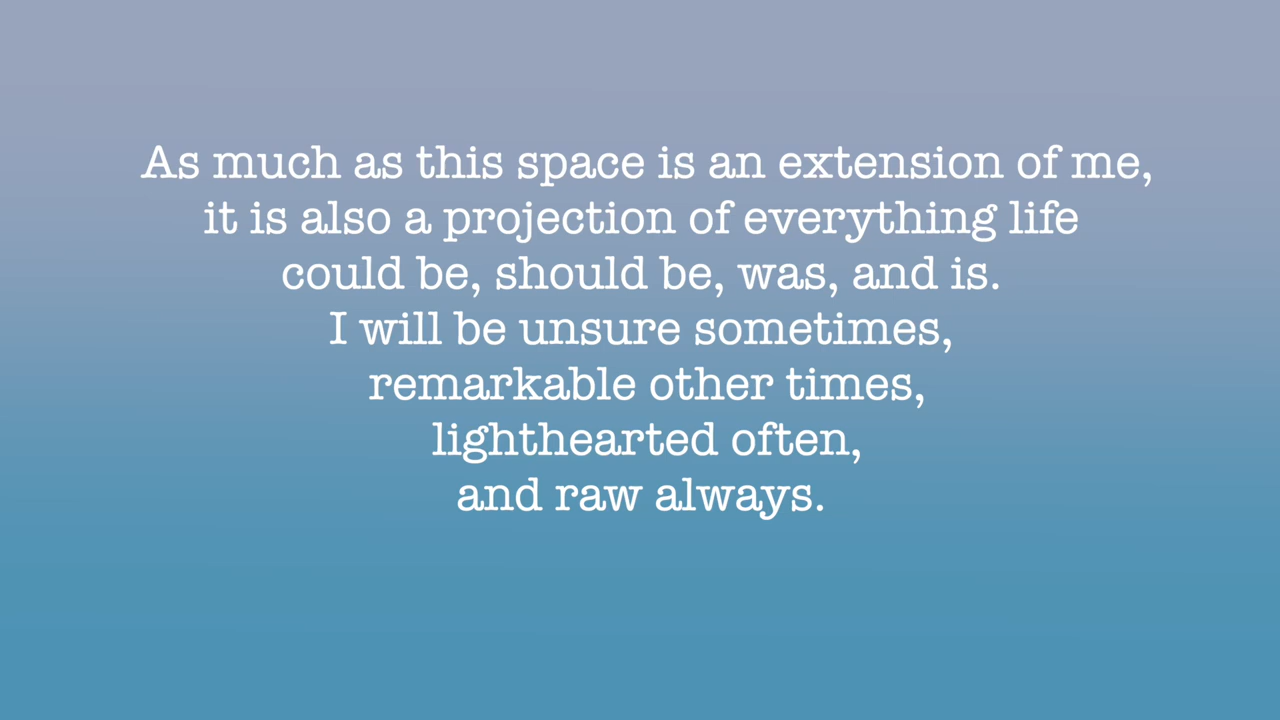 As much as this space is an extension of me,
it is also a projection of everything life
could be, should be, was, and is.
I will be unsure sometimes,
remarkable other times,
lighthearted often,
and raw always.